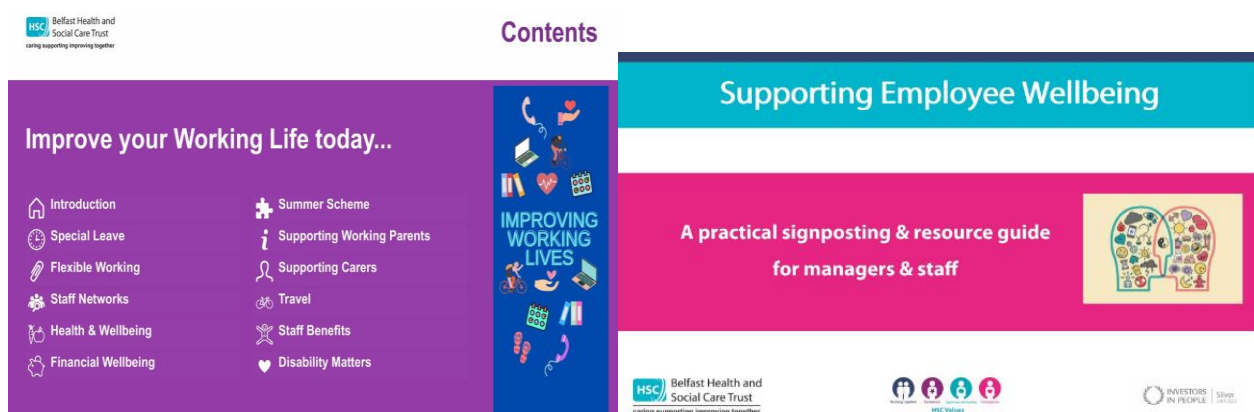 HSC
Belfast Health and
Social Care Trust
caring supporting improving together
Contents
Improve your Working Life today...
Introduction
Special Leave
Flexible Working
Staff Networks
Health & Wellbeing
Financial Wellbeing
Summer Scheme
Supporting Working Parents
Supporting Carers
Travel
Staff Benefits
Disability Matters
IMPROVING
WORKING
LIVES
Supporting Employee Wellbeing
A practical signposting & resource guide
for managers & staff
HSC
Belfast Health and
Social Care Trust
caring supporting improving together
HSC Values
INVESTORS
IN PEOPLE
Silver